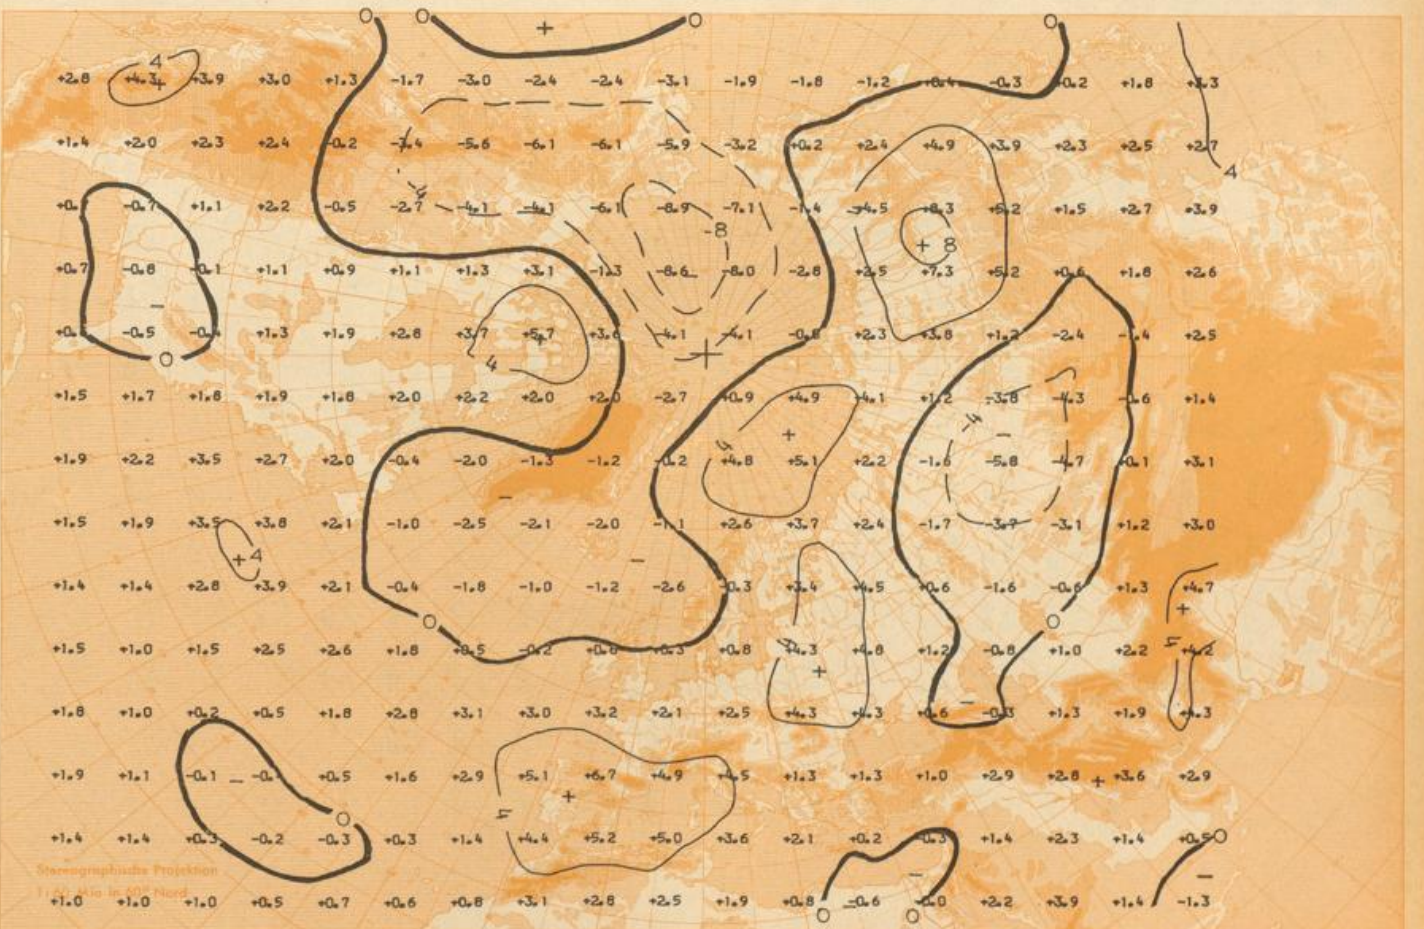 O O O O
+
4
+2.8 +4.3 +3.9 +3.0 +1.3 -1.7 -3.0 -2.4 -2.4 -3.1 -1.9 -1.8 -1.2 +0.4 -0.3 +0.2 +1.8 +3.3
+1.4 +2.0 +2.3 +2.4 -0.2 -3.4 -5.6 -6.1 -6.1 -5.9 -3.2 +0.2 +2.4 +4.9 +3.9 +2.3 +2.5 +2.7
-4 4
-0.7 +1.1 +2.2 -0.5 -2.7 -4.1 -4.1 -6.1 -8.9 -7.1 -1.4 +8.3 +5.2 +1.5 +2.7 +3.9
-8 + 8
+0.7 -0.8 -0.1 +1.1 +0.9 +1.1 +1.3 +3.1 -1.3 -8.6 -8.0 -2.8 +2.5 +7.3 +5.2 +0.6 +1.8 +2.6
-0.5 +1.3 +1.9 +2.8 +3.7 +5.7 +3.6 -4.1 -4.1 +2.3 +3.8 +1.2 -2.4 +2.5
O 4 +
+1.5 +1.7 +1.8 +1.9 +1.8 +2.0 +2.2 +2.0 +2.0 -2.7 +0.9 +4.9 +4.1 +1.2 -3.8 -4.3 +1.4
4 + -4 -
+1.9 +2.2 +3.5 +2.7 +2.0 -0.4 -2.0 -1.3 -1.2 -0.2 +4.8 +5.1 +2.2 -1.6 -5.8 -4.7 +0.1 +3.1
-
+1.5 +1.9 +3.5 +3.8 +2.1 -1.0 -2.5 -2.1 -2.0 -1.1 +2.6 +3.7 +2.4 -1.7 -3.7 -3.1 +1.2 +3.0
+ 4 -
+1.4 +1.4 +2.8 +3.9 +2.1 -0.4 -1.8 -1.0 -1.2 -2.6 -0.3 +3.4 +4.5 +0.6 -1.6 -0.6 +1.3 +4.7
O O +
+1.5 +1.0 +1.5 +2.5 +2.6 +1.8 +0.5 -0.2 +0.8 +4.3 +4.8 +1.2 -0.8 +1.0 +2.2 +4.2
4 + 4
+1.8 +1.0 +0.2 +0.5 +1.8 +2.8 +3.1 +3.0 +3.2 +2.1 +2.5 +4.3 +4.3 +0.6 -0.3 +1.3 +1.9 +4.3
+1.9 +1.1 -0.1 +0.5 +1.6 +2.9 +5.1 +6.7 +4.9 +4.5 +1.3 +1.3 +1.0 +2.9 +2.8 + +3.6 +2.9
O 4 +
+1.4 +1.4 +0.3 -0.2 -0.3 +0.3 +1.4 +4.4 +5.2 +5.0 +3.6 +2.1 +0.2 -0.3 +1.4 +2.3 +1.4 +0.5 O
Stereographische Projektion
1:60 Mio in 60° Nord
+1.0 +1.0 +1.0 +0.5 +0.7 +0.6 +0.8 +3.1 +2.8 +2.5 +1.9 +0.8 -0.6 +2.2 +3.9 +1.4 -1.3
O O